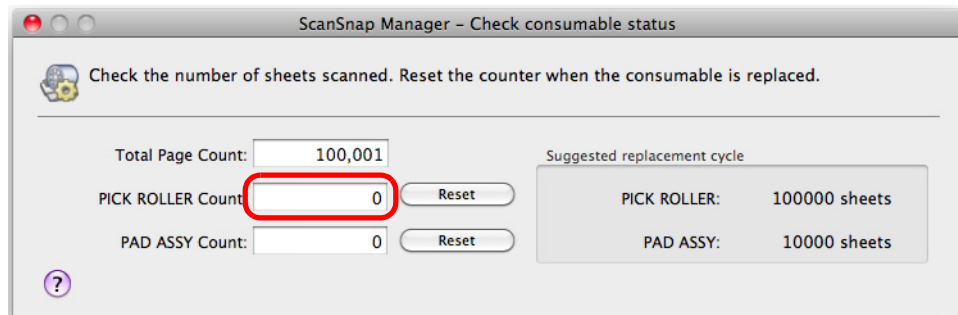 ScanSnap Manager – Check consumable status
Check the number of sheets scanned. Reset the counter when the consumable is replaced.
Total Page Count: 100,001
Suggested replacement cycle
PICK ROLLER Count 0 Reset
PICK ROLLER: 100000 sheets
PAD ASSY Count: 0 Reset
PAD ASSY: 10000 sheets
?